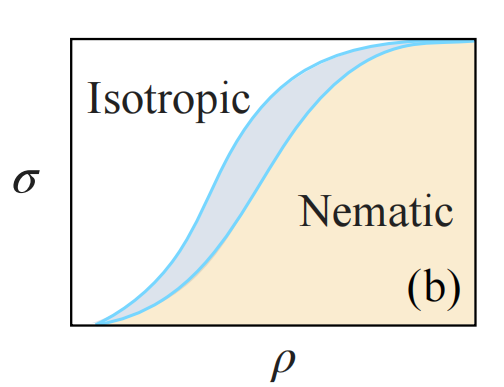 Isotropic
σ
Nematic
(b)
ρ